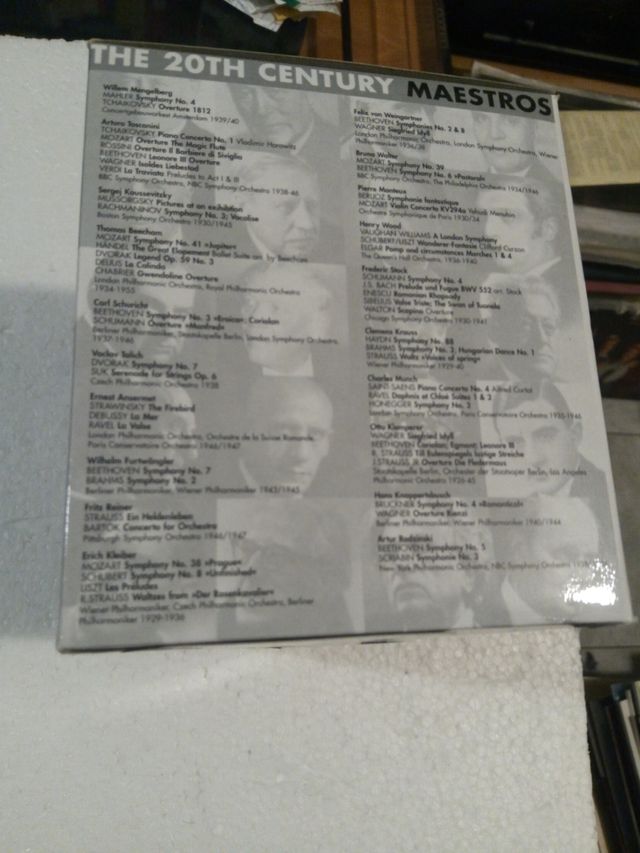 THE 20TH CENTURY MAESTROS
Willem Mengelberg
MAHLER Symphony No. 4
TCHAIKOVSKY Overture 1812
Concertgebouworkest Amsterdam 1939/40
Arturo Toscanini
TCHAIKOVSKY Piano Concerto No. 1 Vladimir Horowitz
MOZART Overture The Magic Flute
ROSSINI Overture Il Barbiere di Siviglia
BEETHOVEN Leonore III Overture
WAGNER Isoldes Liebestod
VERDI La Traviata Preludes to Act I & III
BBC Symphony Orchestra, NBC Symphony Orchestra 1938-46
Sergej Koussevitzky
MUSSORGSKY Pictures at an exhibition
RACHMANINOV Symphony No. 3; Vocalise
Boston Symphony Orchestra 1930/1945
Thomas Beecham
MOZART Symphony No. 41 »Jupiter«
HÄNDEL The Great Elopement Ballet Suite arr. by Beecham
DVORAK Legend Op. 59 No. 3
DELIUS La Calinda
CHABRIER Gwendoline Overture
London Philharmonic Orchestra, Royal Philharmonic Orchestra
1934-1955
Carl Schuricht
BEETHOVEN Symphony No. 3 »Eroica«; Coriolan
SCHUMANN Overture »Manfred«
Berliner Philharmoniker, Staatskapelle Berlin, London Symphony Orchestra,
1937-1946
Vaclav Talich
DVORAK Symphony No. 7
SUK Serenade for Strings Op. 6
Czech Philharmonic Orchestra 1938
Ernest Ansermet
STRAWINSKY The Firebird
DEBUSSY La Mer
RAVEL La Valse
London Philharmonic Orchestra, Orchestre de la Suisse Romande,
Paris Conservatoire Orchestra 1946/1947
Wilhelm Furtwängler
BEETHOVEN Symphony No. 7
BRAHMS Symphony No. 2
Berliner Philharmoniker, Wiener Philharmoniker 1943/1945
Fritz Reiner
STRAUSS Ein Heldenleben
BARTÓK Concerto for Orchestra
Pittsburgh Symphony Orchestra 1946/1947
Erich Kleiber
MOZART Symphony No. 38 »Prague«
SCHUBERT Symphony No. 8 »Unfinished«
LISZT Les Preludes
R. STRAUSS Waltzes from »Der Rosenkavalier«
Wiener Philharmoniker, Czech Philharmonic Orchestra, Berliner
Philharmoniker 1929-1936
Felix von Weingartner
BEETHOVEN Symphonies No. 2 & 8
WAGNER Siegfried Idyll
London Philharmonic Orchestra, London Symphony Orchestra, Wiener
Philharmoniker 1936/38
Bruno Walter
MOZART Symphony No. 39
BEETHOVEN Symphony No. 6 »Pastoral«
BBC Symphony Orchestra, The Philadelphia Orchestra 1934/1946
Pierre Monteux
BERLIOZ Symphonie fantastique
MOZART Violin Concerto KV294a Yehudi Menuhin
Orchestre Symphonique de Paris 1930/34
Henry Wood
VAUGHAN WILLIAMS A London Symphony
SCHUBERT/LISZT Wanderer-Fantasie Clifford Curzon
ELGAR Pomp and circumstances Marches 1 & 4
The Queen's Hall Orchestra, 1936-1940
Frederic Stock
SCHUMANN Symphony No. 4
J.S. BACH Prelude and Fugue BWV 552 arr. Stock
ENESCU Romanian Rhapsody
SIBELIUS Valse Triste; The Swan of Tuonela
WALTON Scapino Overture
Chicago Symphony Orchestra 1930-1941
Clemens Krauss
HAYDN Symphony No. 88
BRAHMS Symphony No. 3; Hungarian Dance No. 1
STRAUSS Waltz »Voices of spring«
Wiener Philharmoniker 1929-40
Charles Munch
SAINT-SAENS Piano Concerto No. 4 Alfred Cortot
RAVEL Daphnis et Chloé Suites 1 & 2
HONEGGER Symphony No. 2
London Symphony Orchestra, Paris Conservatoire Orchestra 1935-1946
Otto Klemperer
WAGNER Siegfried Idyll
BEETHOVEN Coriolan; Egmont; Leonore III
R. STRAUSS Till Eulenspiegels lustige Streiche
J.STRAUSS JR Overture Die Fledermaus
Staatskapelle Berlin, Orchester der Staatsoper Berlin, Los Angeles
Philharmonic 1926-45
Hans Knappertsbusch
BRUCKNER Symphony No. 4 »Romantical«
WAGNER Overture Rienzi
Berliner Philharmoniker, Wiener Philharmoniker 1940/1944
Artur Rodzinski
BEETHOVEN Symphony No. 5
SCRIABIN Symphonie No. 3
New York Philharmonic Orchestra, NBC Symphony Orchestra